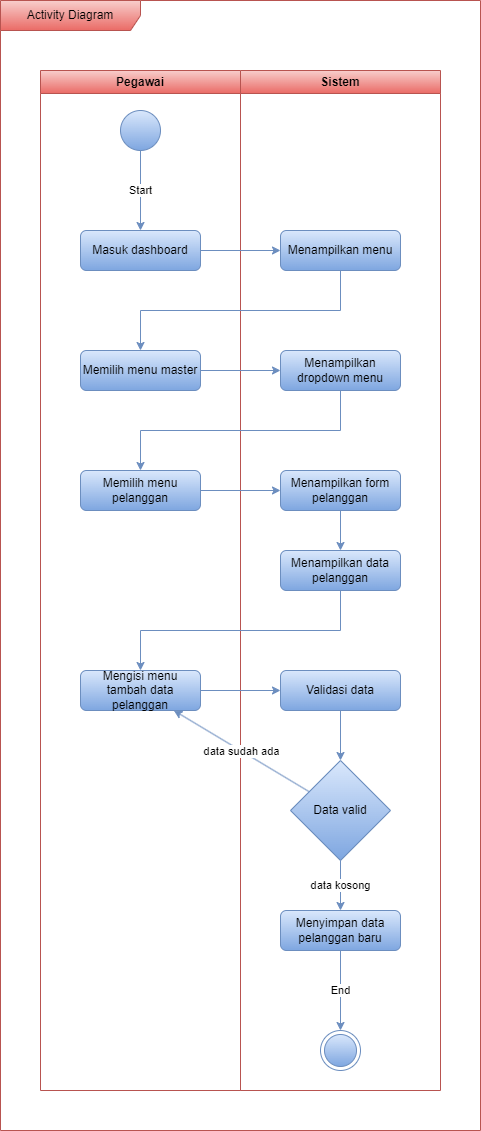 Activity Diagram
Pegawai
Sistem
Start
Masuk dashboard
Menampilkan menu
Memilih menu master
Menampilkan
dropdown menu
Memilih menu
pelanggan
Menampilkan form
pelanggan
Menampilkan data
pelanggan
Mengisi menu
tambah data
pelanggan
Validasi data
data sudah ada
Data valid
data kosong
Menyimpan data
pelanggan baru
End